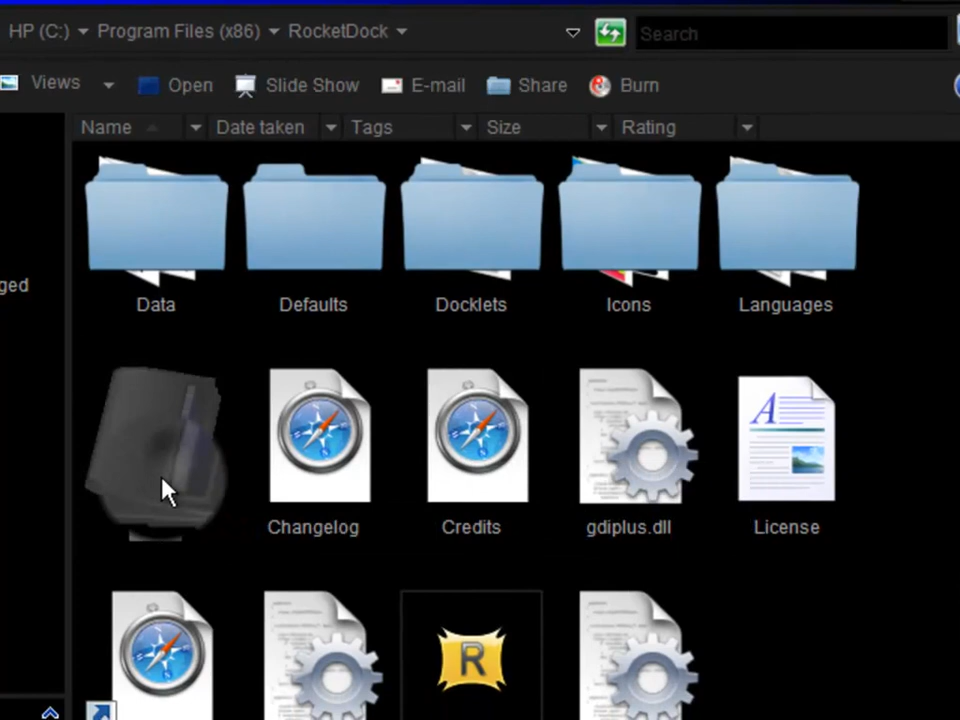 HP (C:) Program Files (x86) RocketDock Search
Views Open Slide Show E-mail Share Burn
Name Date taken Tags Size Rating
ged
Data Defaults Docklets Icons Languages
Changelog Credits gdiplus.dll License
A
R